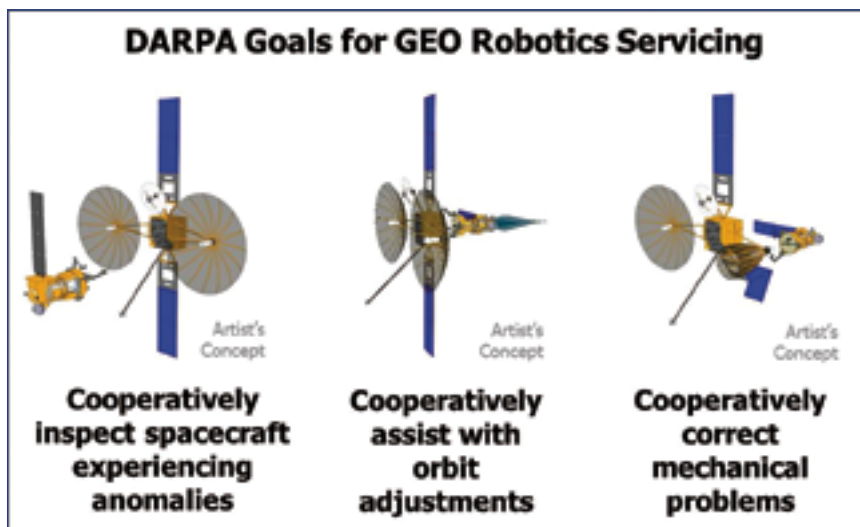 DARPA Goals for GEO Robotics Servicing
Artist's
Concept
Cooperatively
inspect spacecraft
experiencing
anomalies
Artist's
Concept
Cooperatively
assist with
orbit
adjustments
Artist's
Concept
Cooperatively
correct
mechanical
problems